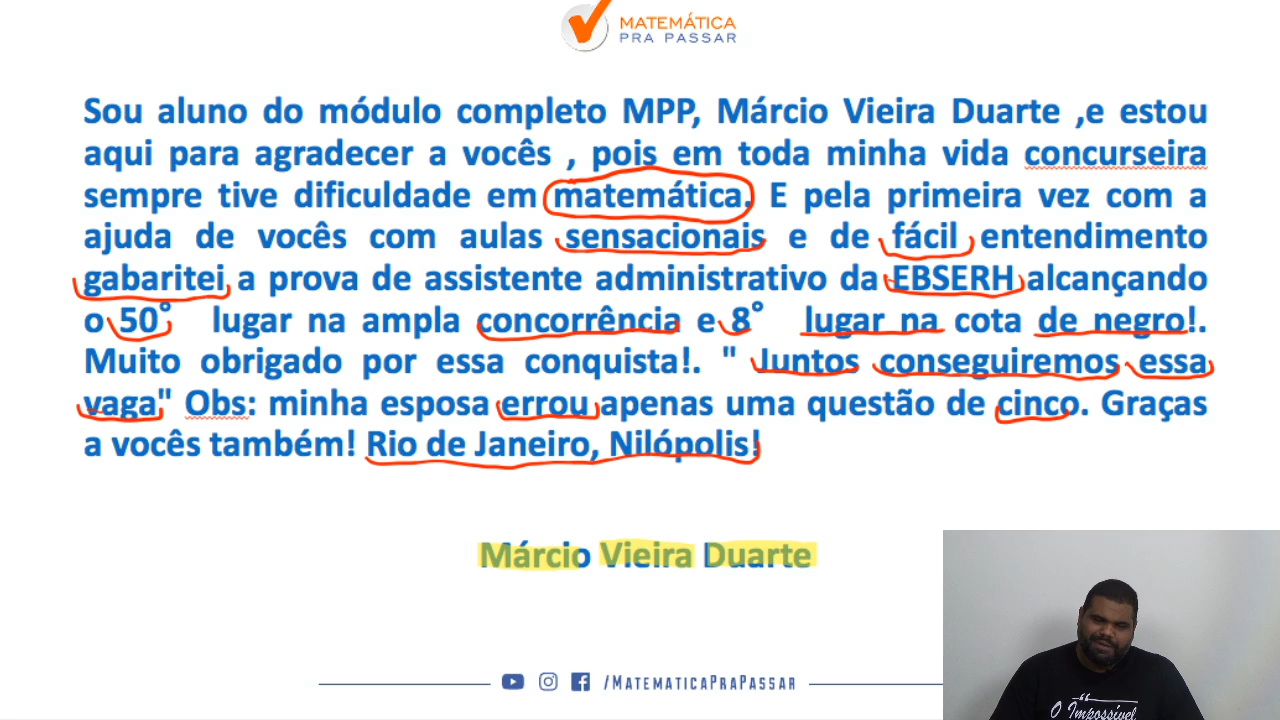 MATEMÁTICA
PRA PASSAR
Sou aluno do módulo completo MPP, Márcio Vieira Duarte ,e estou
aqui para agradecer a vocês , pois em toda minha vida concurseira
sempre tive dificuldade em matemática. E pela primeira vez com a
ajuda de vocês com aulas sensacionais e de fácil entendimento
gabaritei a prova de assistente administrativo da EBSERH alcançando
o 50° lugar na ampla concorrência e 8° lugar na cota de negro!.
Muito obrigado por essa conquista!. " Juntos conseguiremos essa
vaga" Obs: minha esposa errou apenas uma questão de cinco. Graças
a vocês também! Rio de Janeiro, Nilópolis!
Márcio Vieira Duarte
/MATEMATICAPRAPASSAR
O Impossível